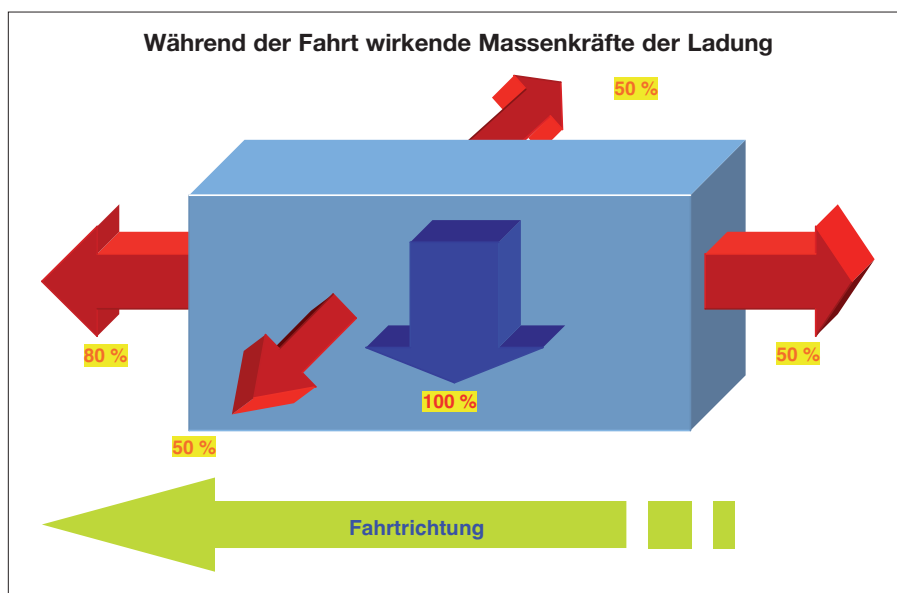 Während der Fahrt wirkende Massenkräfte der Ladung
50 %
80 %
50 %
100 %
50 %
Fahrtrichtung